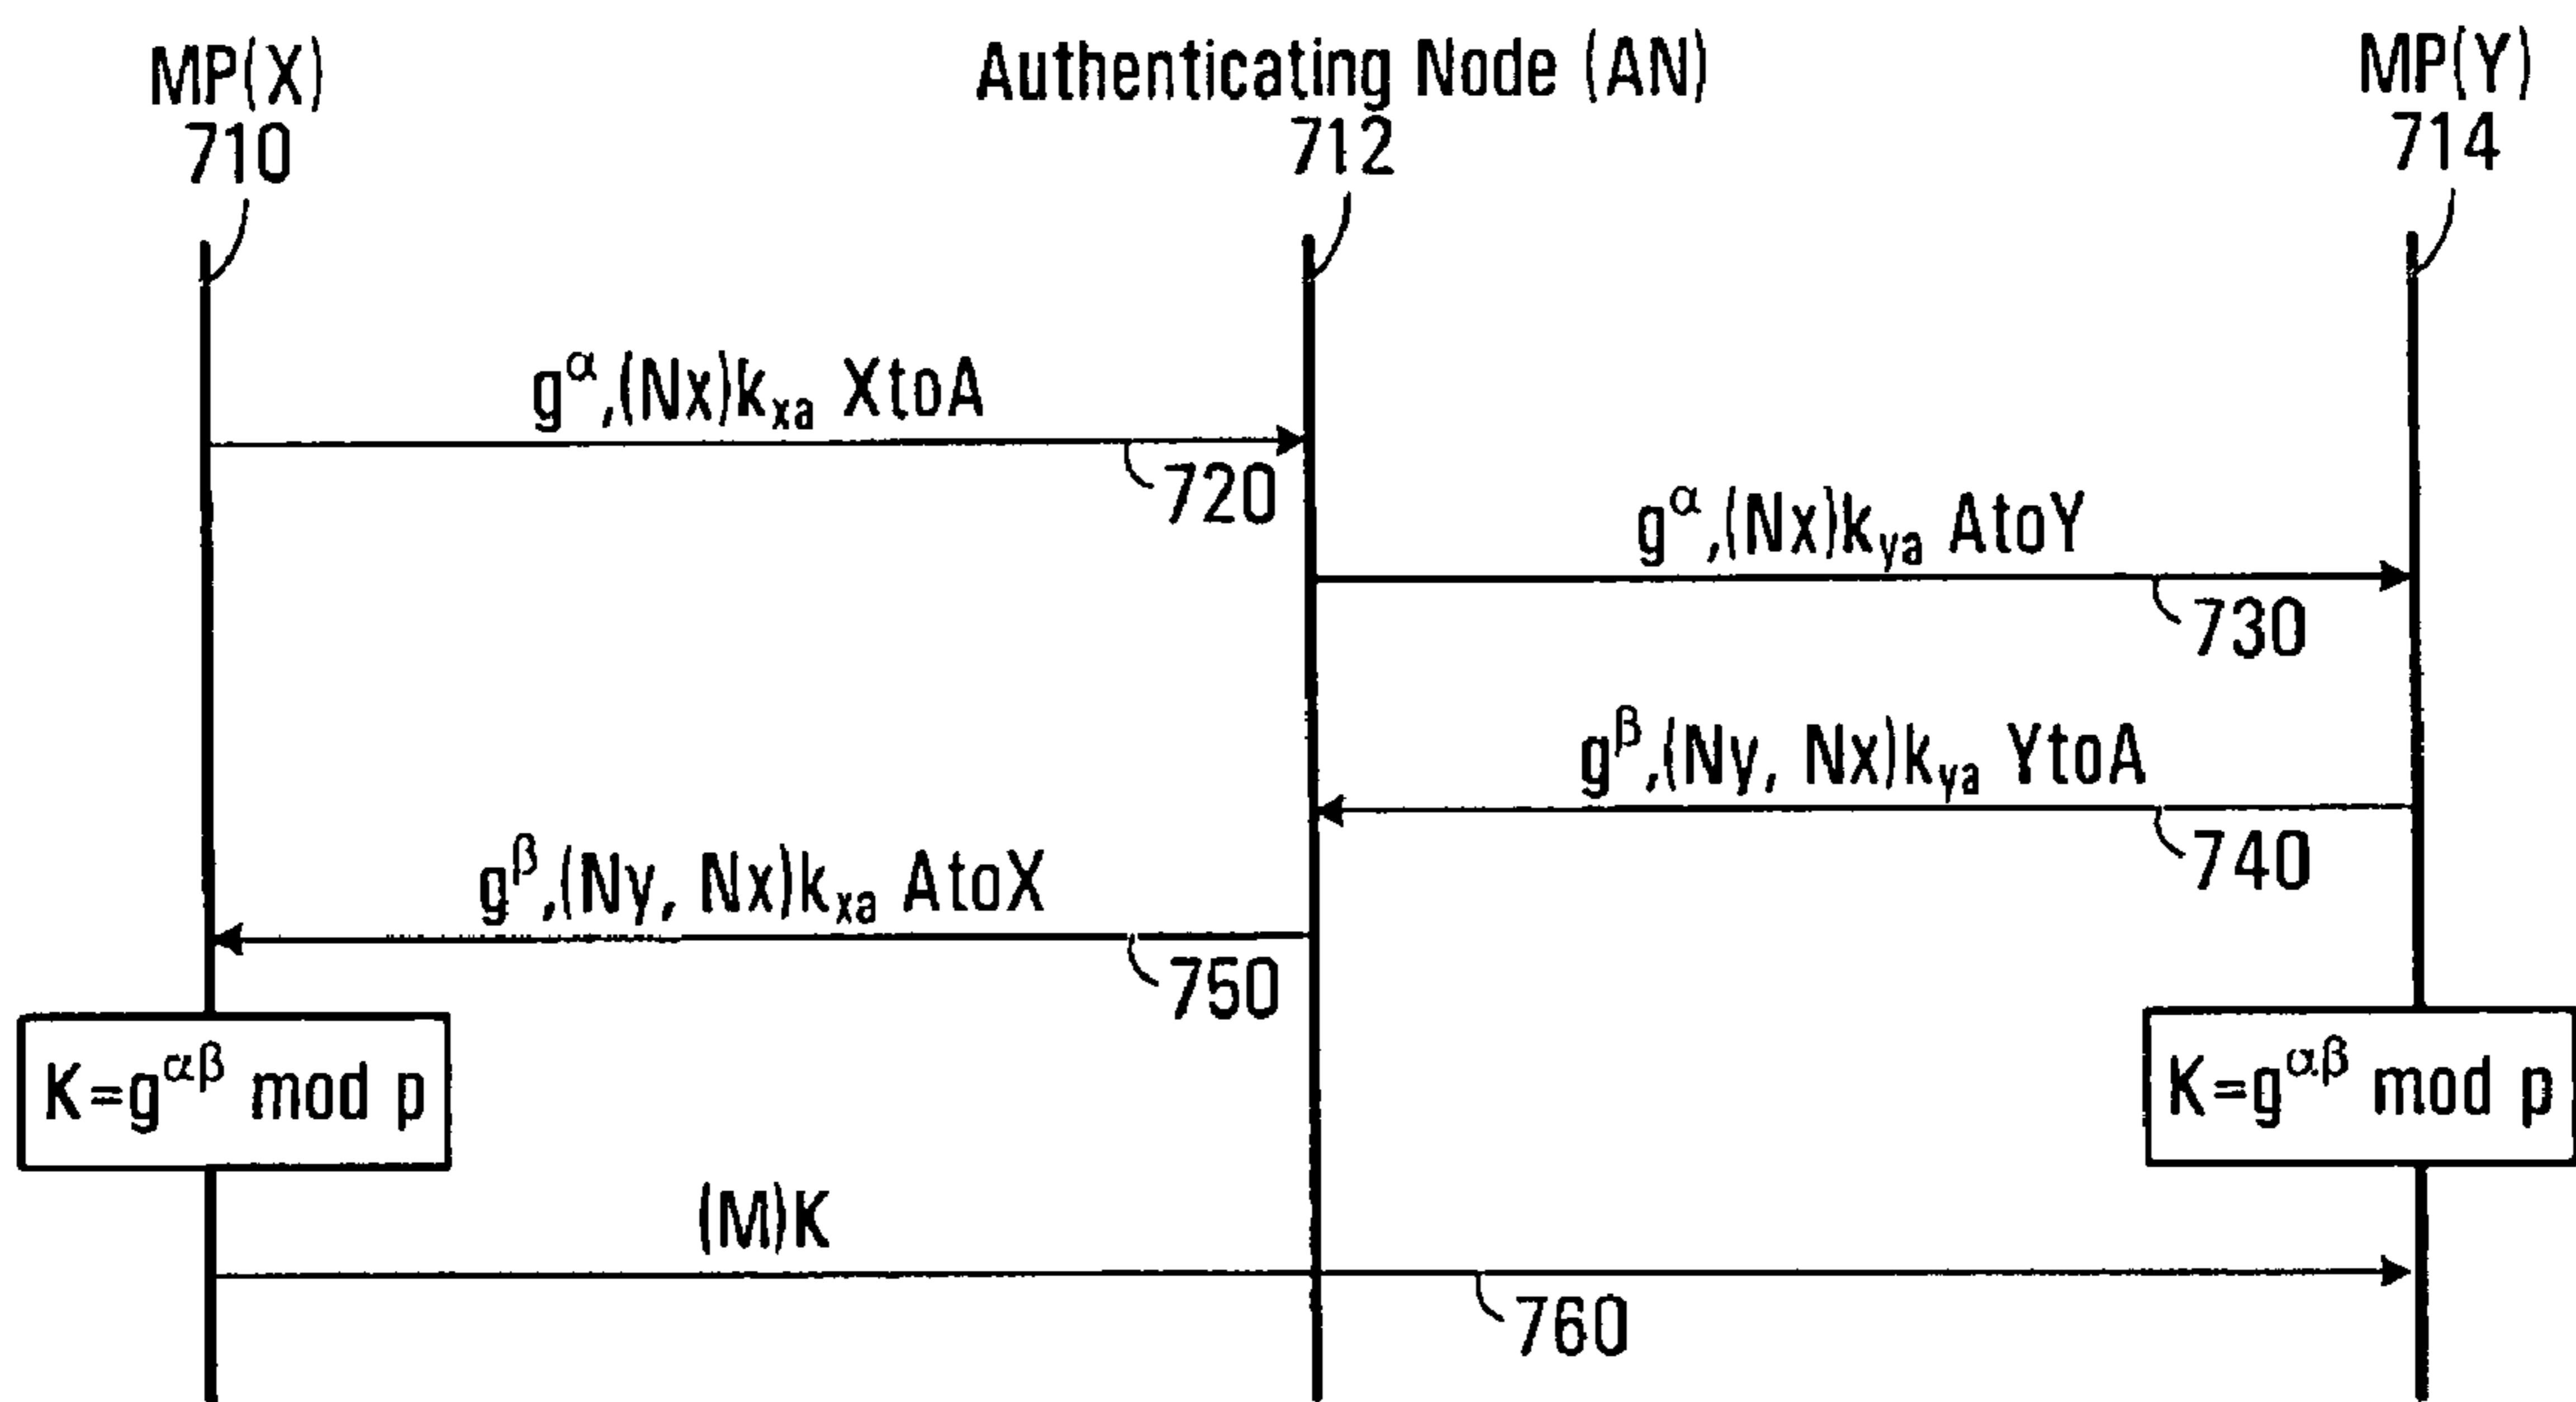 MP(X)
710
Authenticating Node (AN)
712
MP(Y)
714
g^α,(Nx)k_xa XtoA
720
g^α,(Nx)k_ya AtoY
730
g^β,(Ny, Nx)k_ya YtoA
740
g^β,(Ny, Nx)k_xa AtoX
750
K=g^αβ mod p
K=g^αβ mod p
(M)K
760